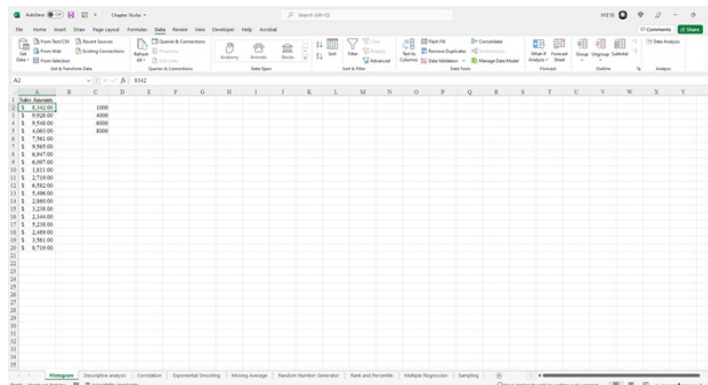 AutoSave Off Chapter 16.xlsx Search (Alt+Q)
File Home Insert Draw Page Layout Formulas Data Review View Developer Help Acrobat Comments Share
From Text/CSV Recent Sources Queries & Connections Clear Flash Fill Consolidate Data Analysis
Get Data From Web Existing Connections Refresh All Properties Anatomy Animals Stocks Sort Filter Reapply Text to Columns Remove Duplicates Relationships What-If Analysis Forecast Sheet Group Ungroup Subtotal
From Selection Edit Links Advanced Data Validation Manage Data Model
Get & Transform Data Queries & Connections Data Types Sort & Filter Data Tools Forecast Outline Analysis
A2 fx 8342
A B C D E F G H I J K L M N O P Q R S T U V W X Y
1 Sales Amounts
2 $ 8,342.00 1000
3 $ 9,928.00 4000
4 $ 9,548.00 6000
5 $ 4,063.00 8000
6 $ 7,561.00
7 $ 9,565.00
8 $ 6,947.00
9 $ 6,097.00
10 $ 1,811.00
11 $ 2,719.00
12 $ 6,582.00
13 $ 5,496.00
14 $ 2,860.00
15 $ 3,238.00
16 $ 2,344.00
17 $ 5,238.00
18 $ 2,489.00
19 $ 3,561.00
20 $ 8,719.00
21
22
23
24
25
26
27
28
29
30
31
32
33
34
35
Histogram Descriptive analysis Correlation Exponential Smoothing Moving Average Random Number Generator Rank and Percentile Multiple Regression Sampling